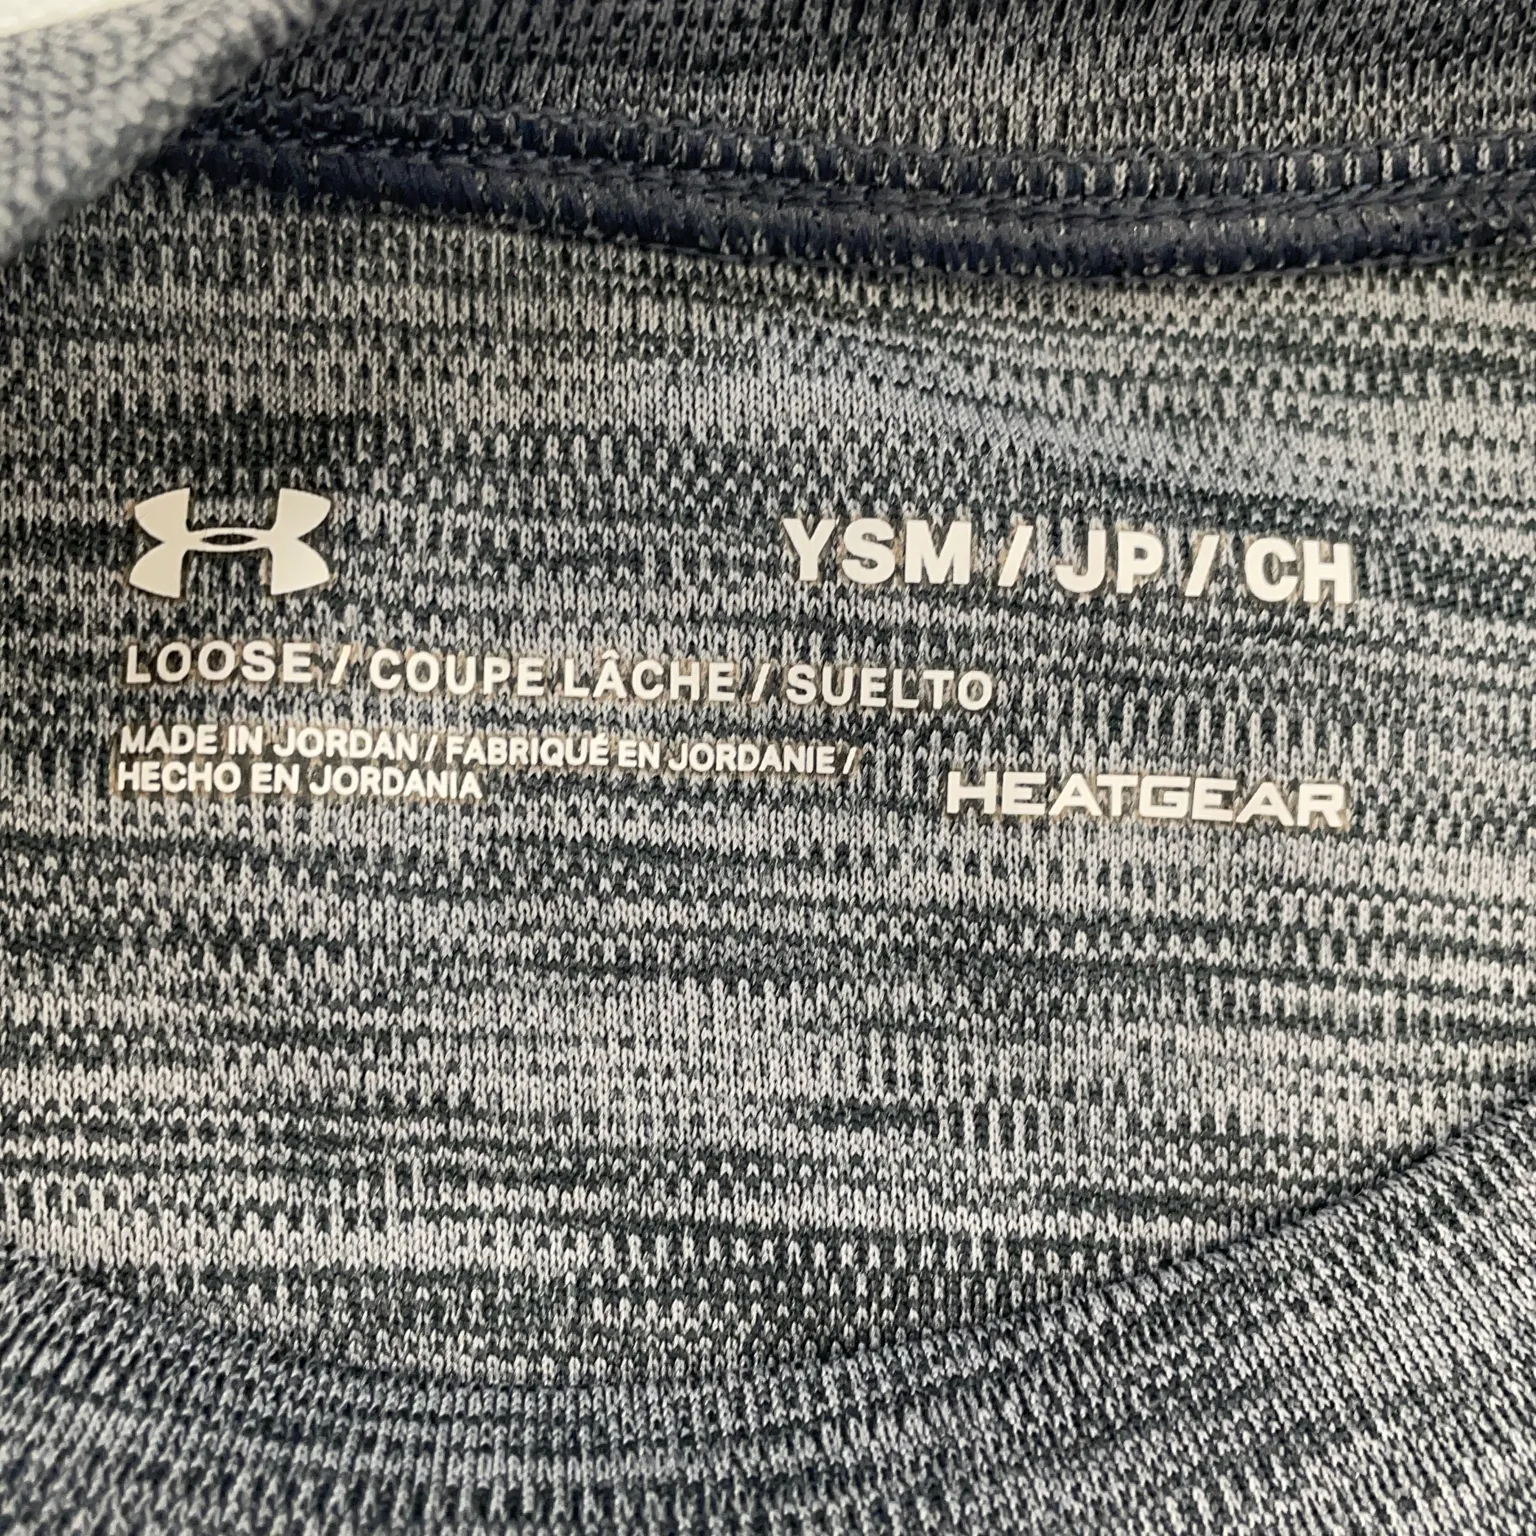 YSM / JP / CH
LOOSE / COUPE LÂCHE / SUELTO
MADE IN JORDAN / FABRIQUÉ EN JORDANIE /
HECHO EN JORDANIA
HEATGEAR